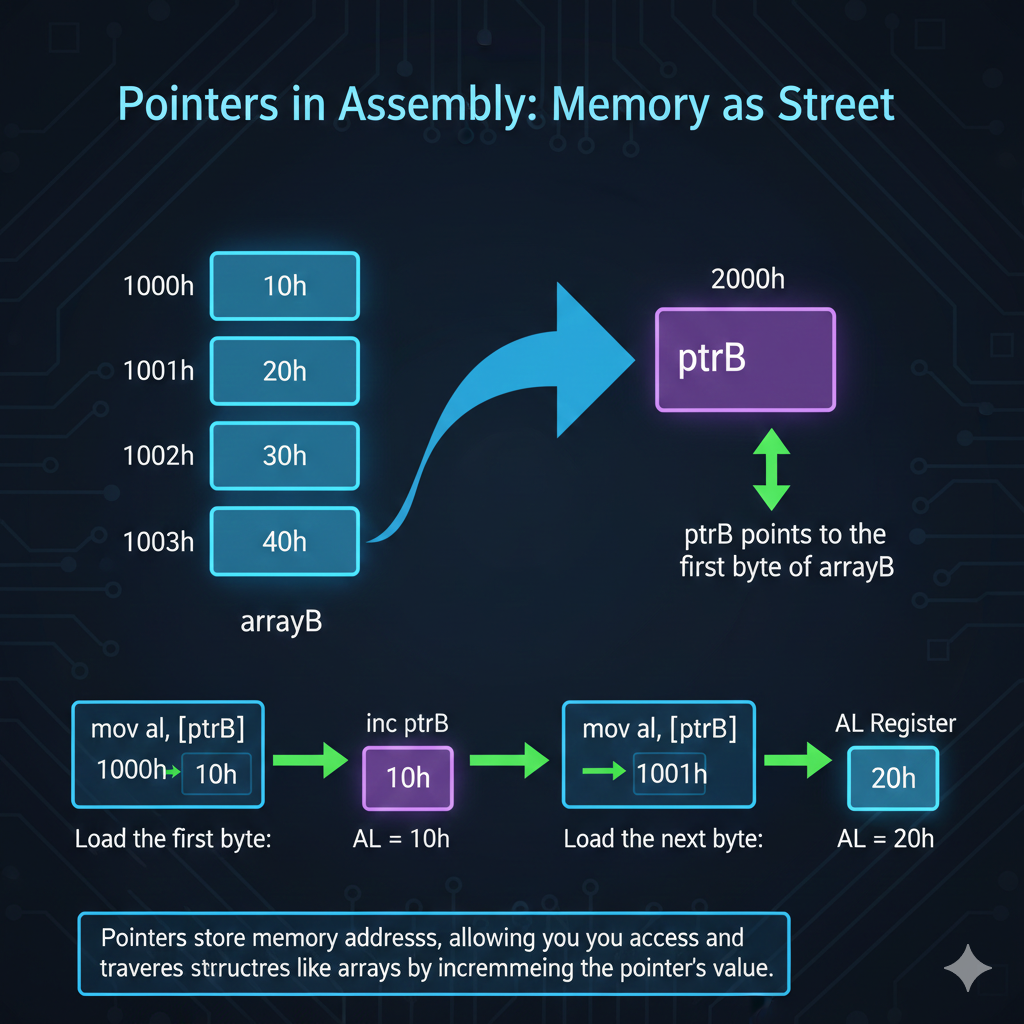 Pointers in Assembly: Memory as Street
1000h 10h
1001h 20h
1002h 30h
1003h 40h
arrayB
2000h
ptrB
ptrB points to the
first byte of arrayB
mov al, [ptrB]
1000h 10h
Load the first byte:
inc ptrB
10h
AL = 10h
mov al, [ptrB]
1001h
Load the next byte:
AL Register
20h
AL = 20h
Pointers store memory addresss, allowing you you access and
traveres structres like arrays by incremmeing the pointer's value.